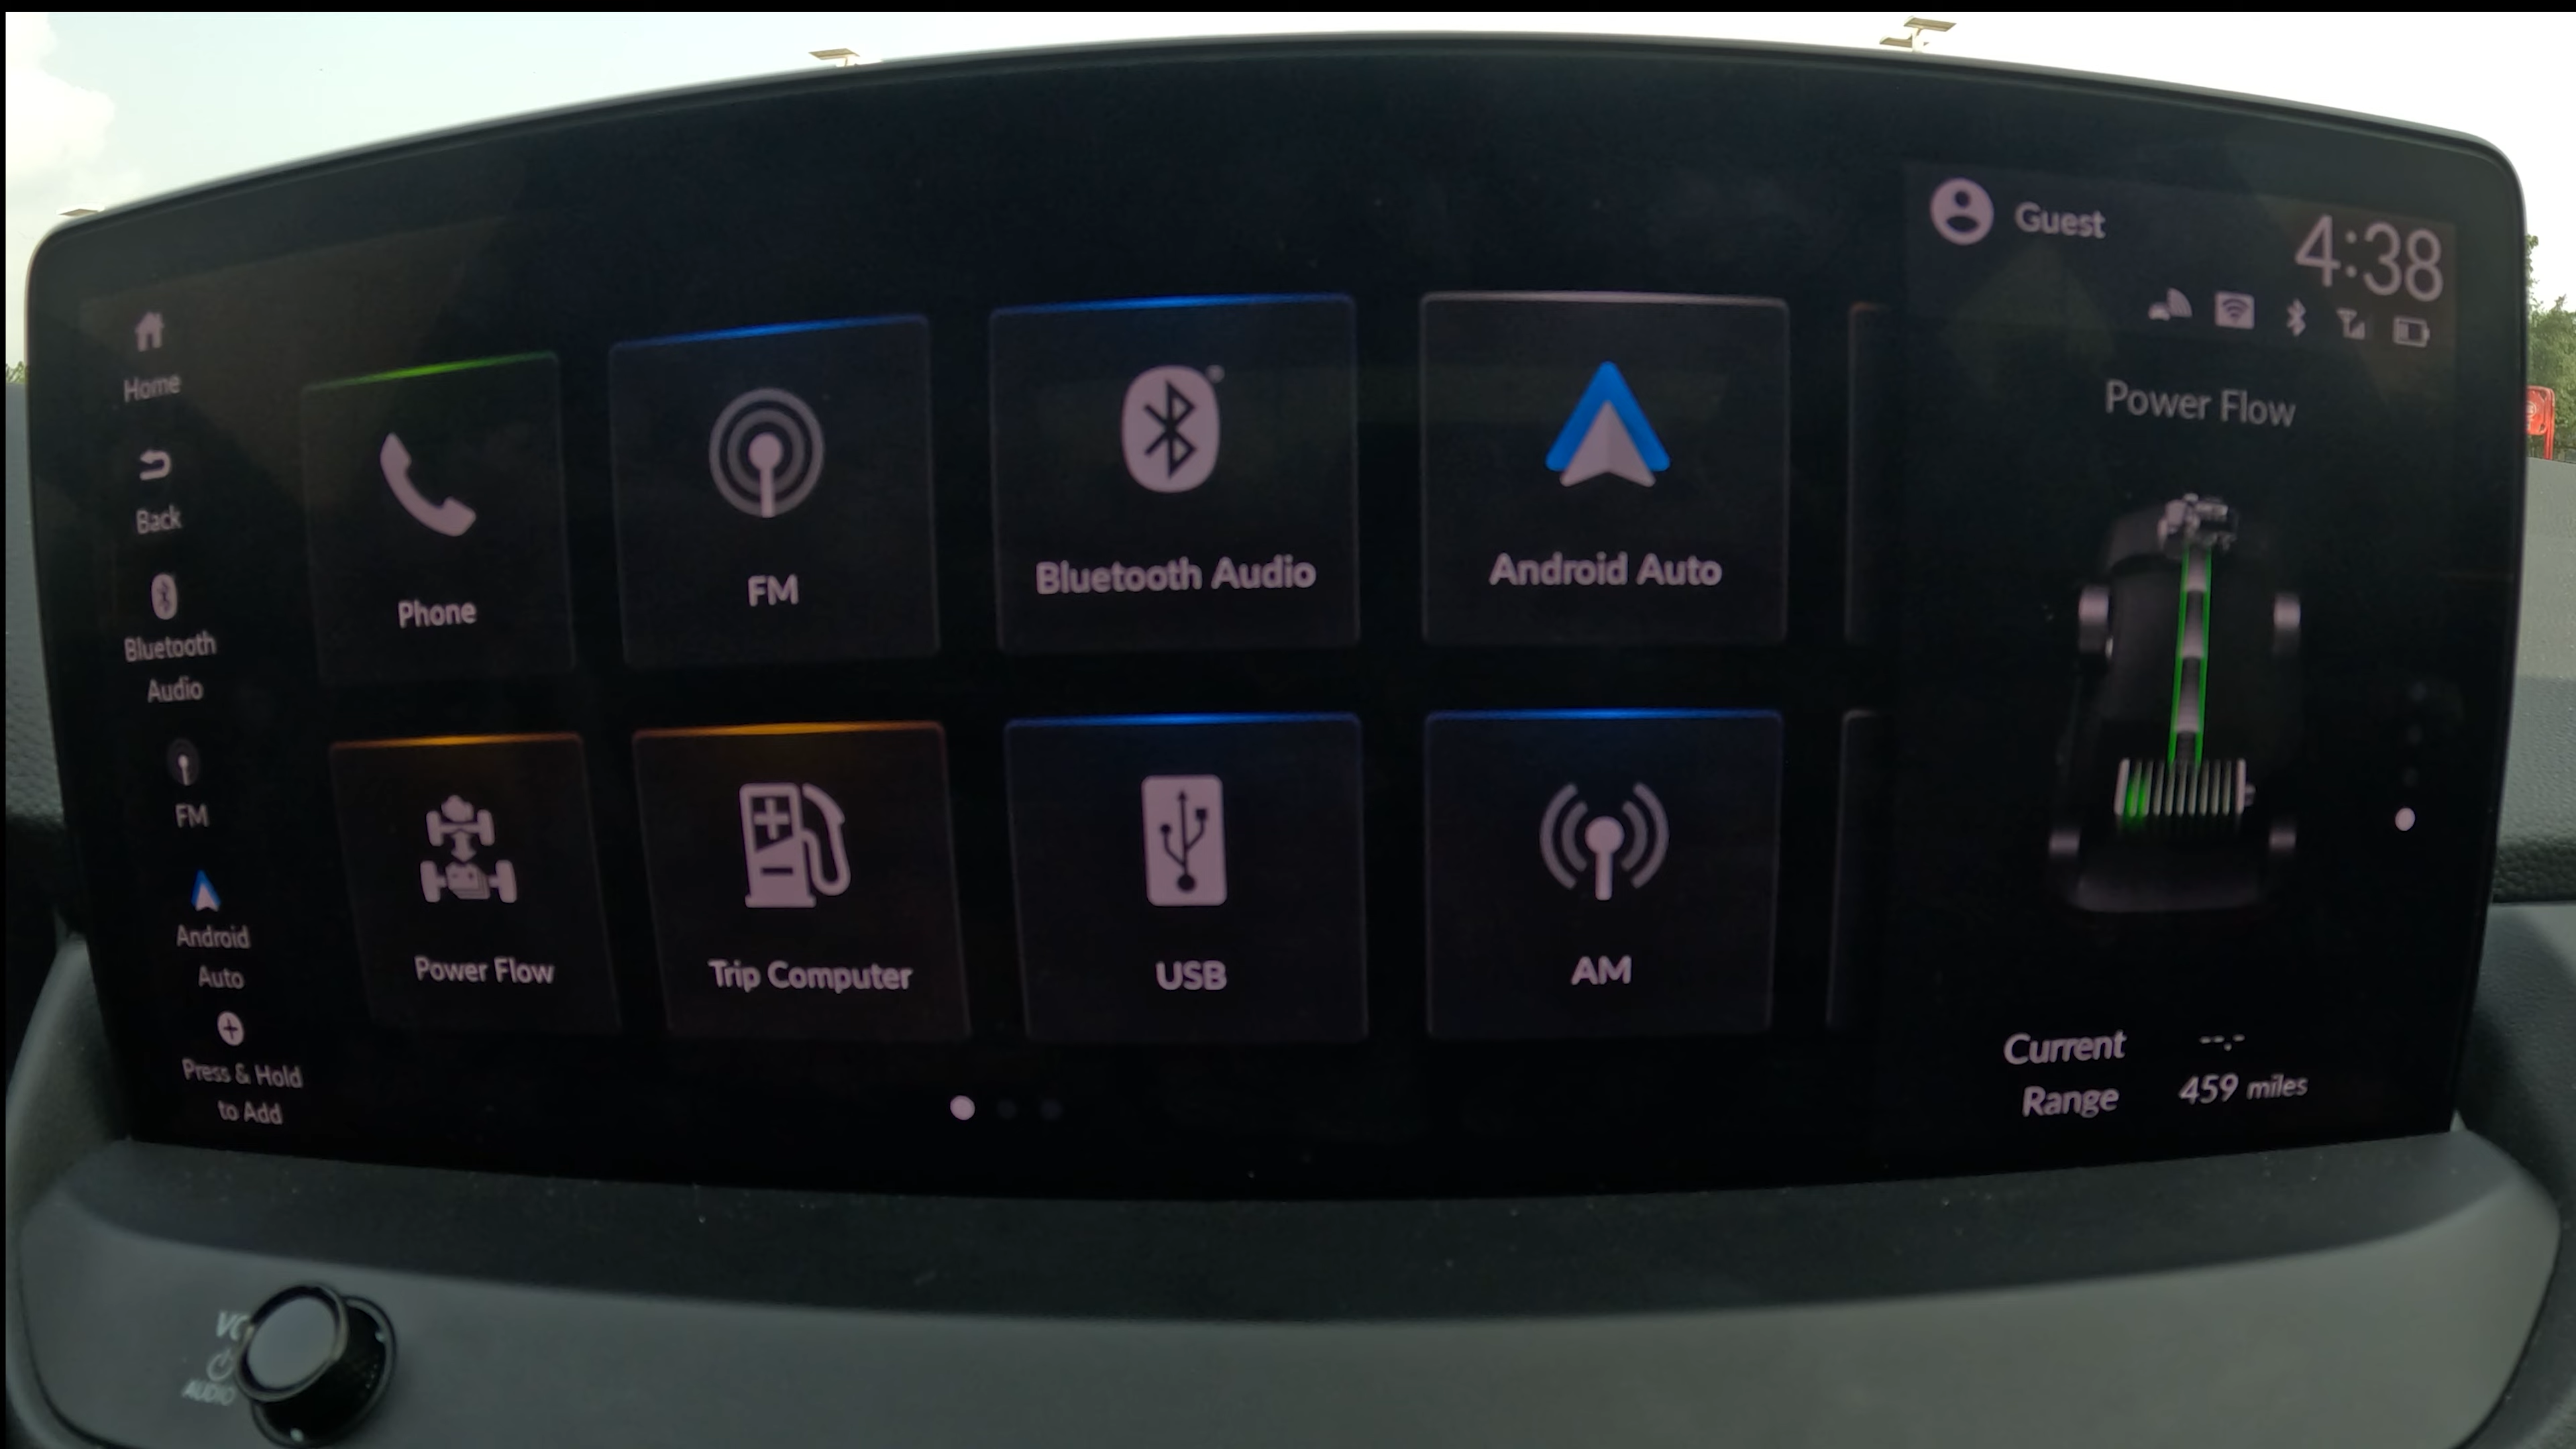 Guest
4:38
Home
Back
Bluetooth
Audio
FM
Android
Auto
Press & Hold
to Add
Phone
FM
Bluetooth Audio
Android Auto
Power Flow
Trip Computer
USB
AM
Power Flow
Current --.-
Range 459 miles
AUDIO